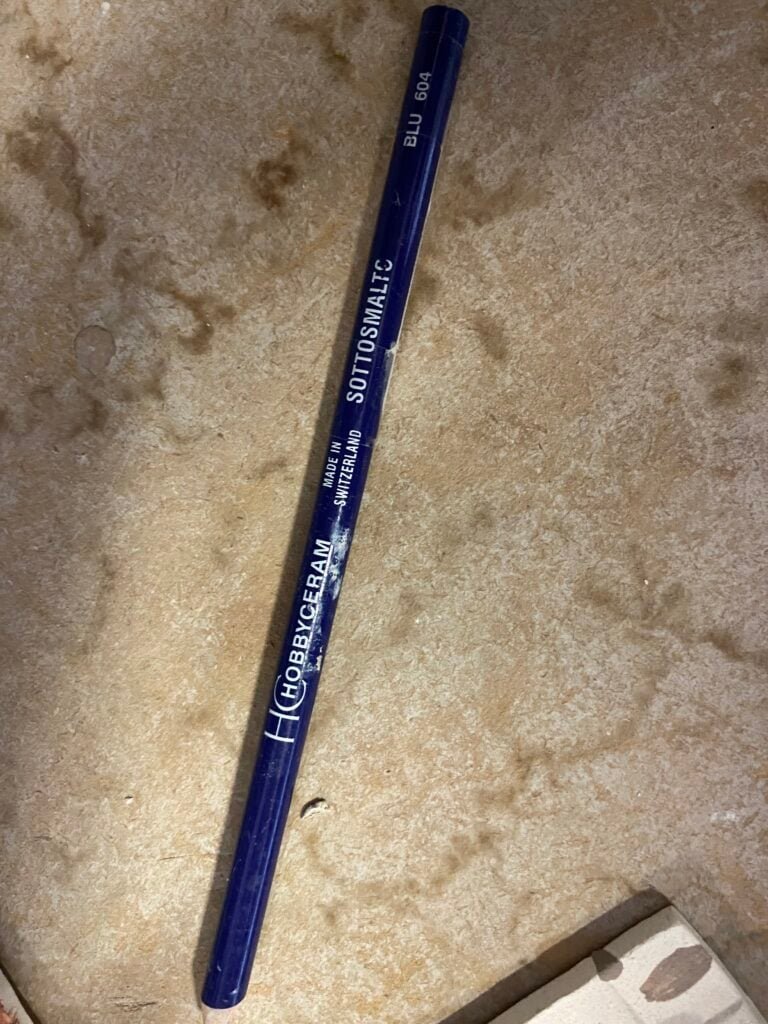 HC HOBBYCERAM
MADE IN
SWITZERLAND
SOTTOSMALTO
BLU 604